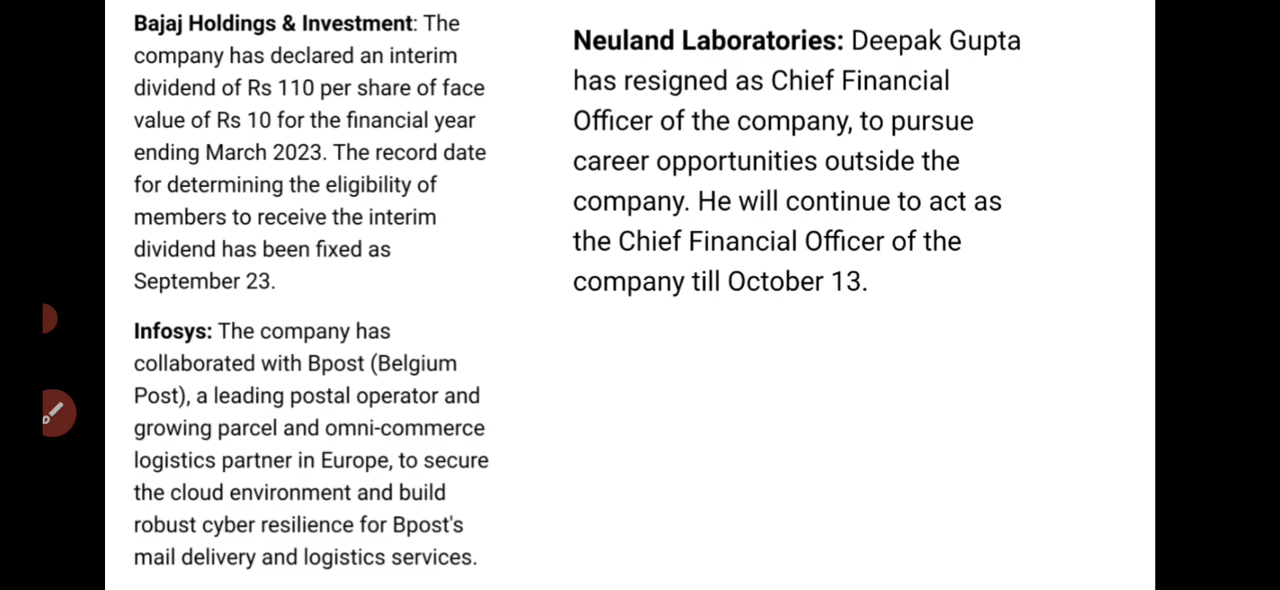 Bajaj Holdings & Investment: The
company has declared an interim
dividend of Rs 110 per share of face
value of Rs 10 for the financial year
ending March 2023. The record date
for determining the eligibility of
members to receive the interim
dividend has been fixed as
September 23.
Infosys: The company has
collaborated with Bpost (Belgium
Post), a leading postal operator and
growing parcel and omni-commerce
logistics partner in Europe, to secure
the cloud environment and build
robust cyber resilience for Bpost's
mail delivery and logistics services.
Neuland Laboratories: Deepak Gupta
has resigned as Chief Financial
Officer of the company, to pursue
career opportunities outside the
company. He will continue to act as
the Chief Financial Officer of the
company till October 13.